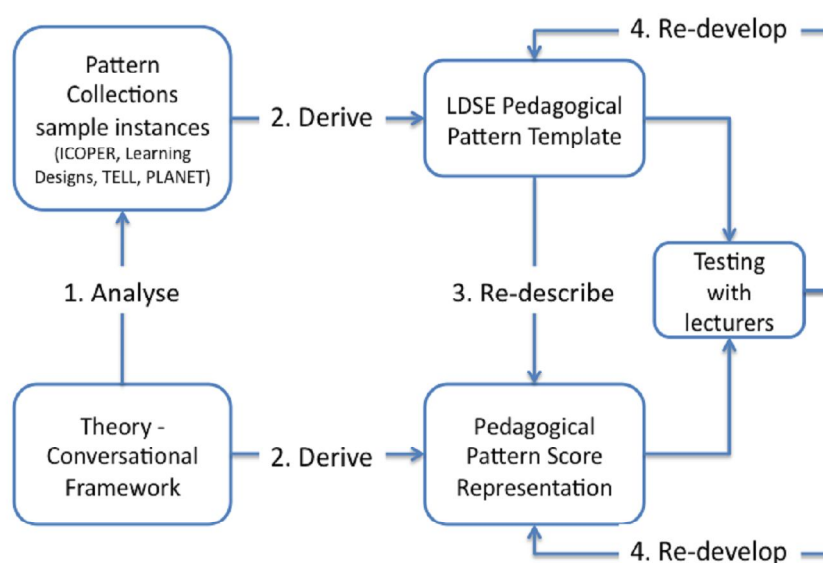 4. Re-develop
Pattern
Collections
sample instances
(ICOPER, Learning
Designs, TELL, PLANET)
2. Derive
LDSE Pedagogical
Pattern Template
1. Analyse
3. Re-describe
Testing
with
lecturers
Theory -
Conversational
Framework
2. Derive
Pedagogical
Pattern Score
Representation
4. Re-develop